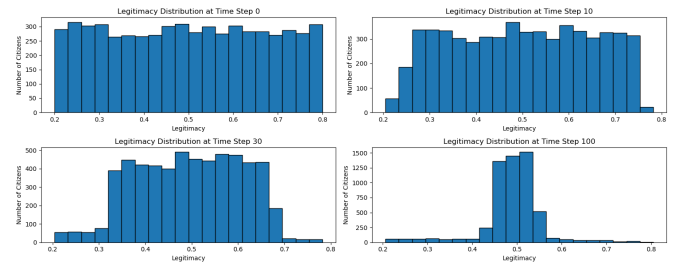 Legitimacy Distribution at Time Step 0
Number of Citizens
300
250
200
150
100
50
0
0.2 0.3 0.4 0.5 0.6 0.7 0.8
Legitimacy
Legitimacy Distribution at Time Step 10
Number of Citizens
300
200
100
0
0.2 0.3 0.4 0.5 0.6 0.7 0.8
Legitimacy
Legitimacy Distribution at Time Step 30
Number of Citizens
500
400
300
200
100
0
0.2 0.3 0.4 0.5 0.6 0.7 0.8
Legitimacy
Legitimacy Distribution at Time Step 100
Number of Citizens
1500
1250
1000
750
500
250
0
0.2 0.3 0.4 0.5 0.6 0.7 0.8
Legitimacy